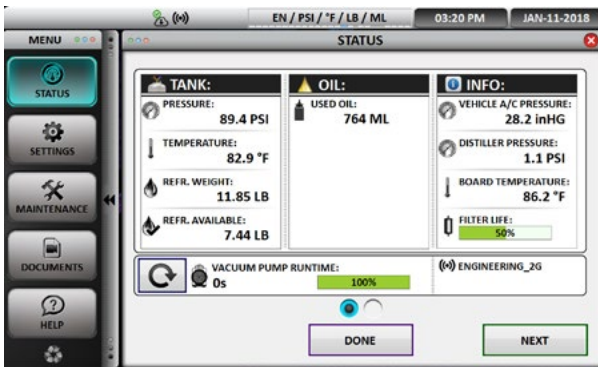 EN / PSI / °F / LB / ML
03:20 PM
JAN-11-2018
MENU
STATUS
STATUS
SETTINGS
MAINTENANCE
DOCUMENTS
HELP
TANK:
PRESSURE:
89.4 PSI
TEMPERATURE:
82.9 °F
REFR. WEIGHT:
11.85 LB
REFR. AVAILABLE:
7.44 LB
OIL:
USED OIL:
764 ML
INFO:
VEHICLE A/C PRESSURE:
28.2 inHG
DISTILLER PRESSURE:
1.1 PSI
BOARD TEMPERATURE:
86.2 °F
FILTER LIFE:
50%
VACUUM PUMP RUNTIME:
0s
100%
ENGINEERING_2G
DONE
NEXT